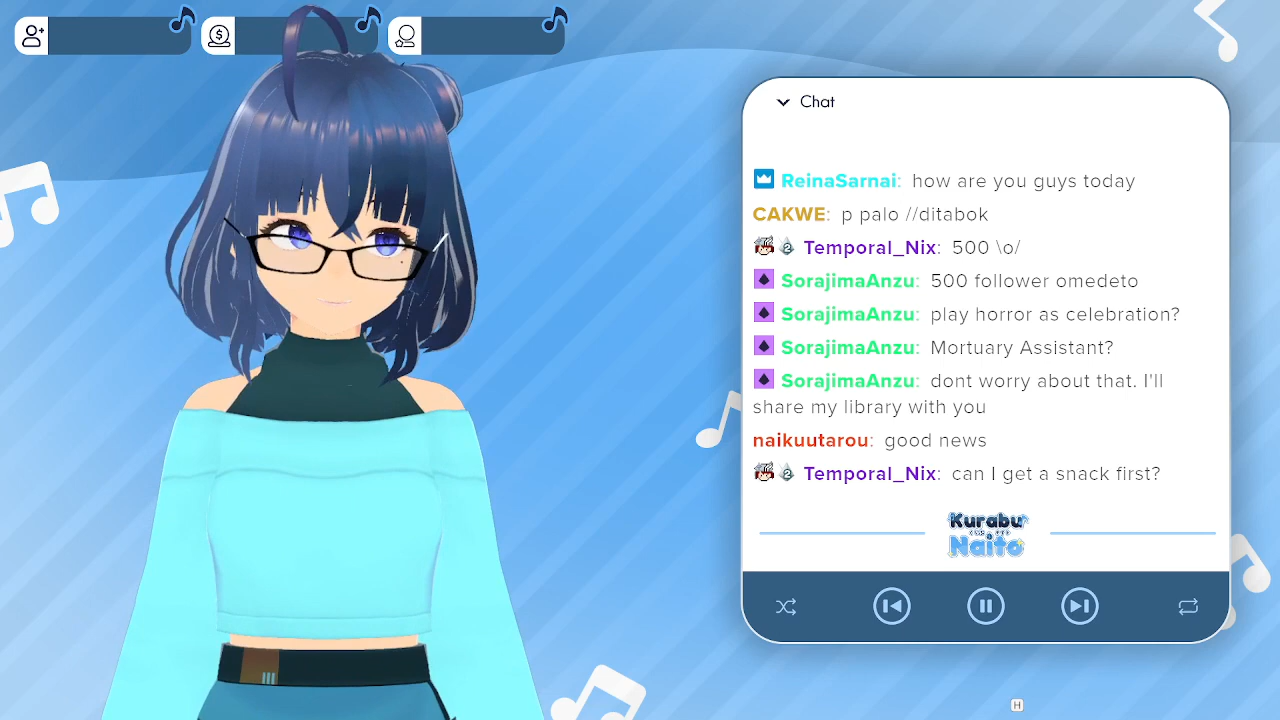 Chat
ReinaSarnai: how are you guys today
CAKWE: p palo //ditabok
Temporal_Nix: 500 \o/
SorajimaAnzu: 500 follower omedeto
SorajimaAnzu: play horror as celebration?
SorajimaAnzu: Mortuary Assistant?
SorajimaAnzu: dont worry about that. I'll
share my library with you
naikuutarou: good news
Temporal_Nix: can I get a snack first?
Kurabu
Naito
H